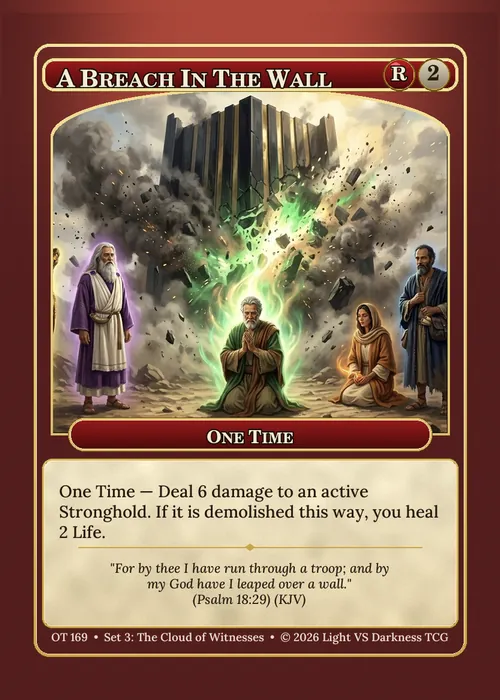 A Breach In The Wall R 2
One Time
One Time — Deal 6 damage to an active
Stronghold. If it is demolished this way, you heal
2 Life.
"For by thee I have run through a troop; and by
my God have I leaped over a wall."
(Psalm 18:29) (KJV)
OT 169 • Set 3: The Cloud of Witnesses • © 2026 Light VS Darkness TCG